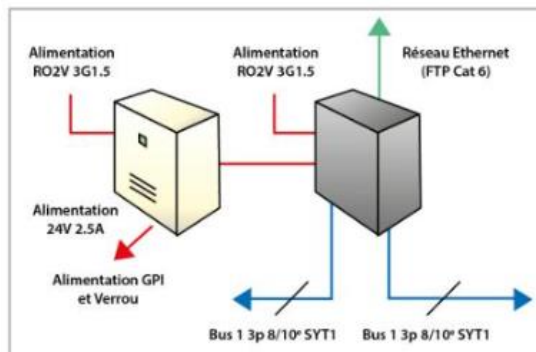 Alimentation
RO2V 3G1.5
Alimentation
RO2V 3G1.5
Réseau Ethernet
(FTP Cat 6)
Alimentation
24V 2.5A
Alimentation GPI
et Verrou
Bus 1 3p 8/10e SYT1
Bus 1 3p 8/10e SYT1